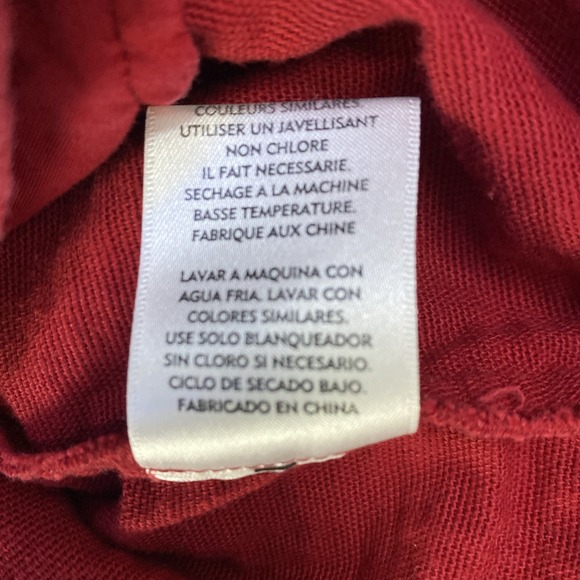 COULEURS SIMILARES.
UTILISER UN JAVELLISANT
NON CHLORE
IL FAIT NECESSARIE.
SECHAGE A LA MACHINE
BASSE TEMPERATURE.
FABRIQUE AUX CHINE
LAVAR A MAQUINA CON
AGUA FRIA. LAVAR CON
COLORES SIMILARES.
USE SOLO BLANQUEADOR
SIN CLORO SI NECESARIO.
CICLO DE SECADO BAJO.
FABRICADO EN CHINA